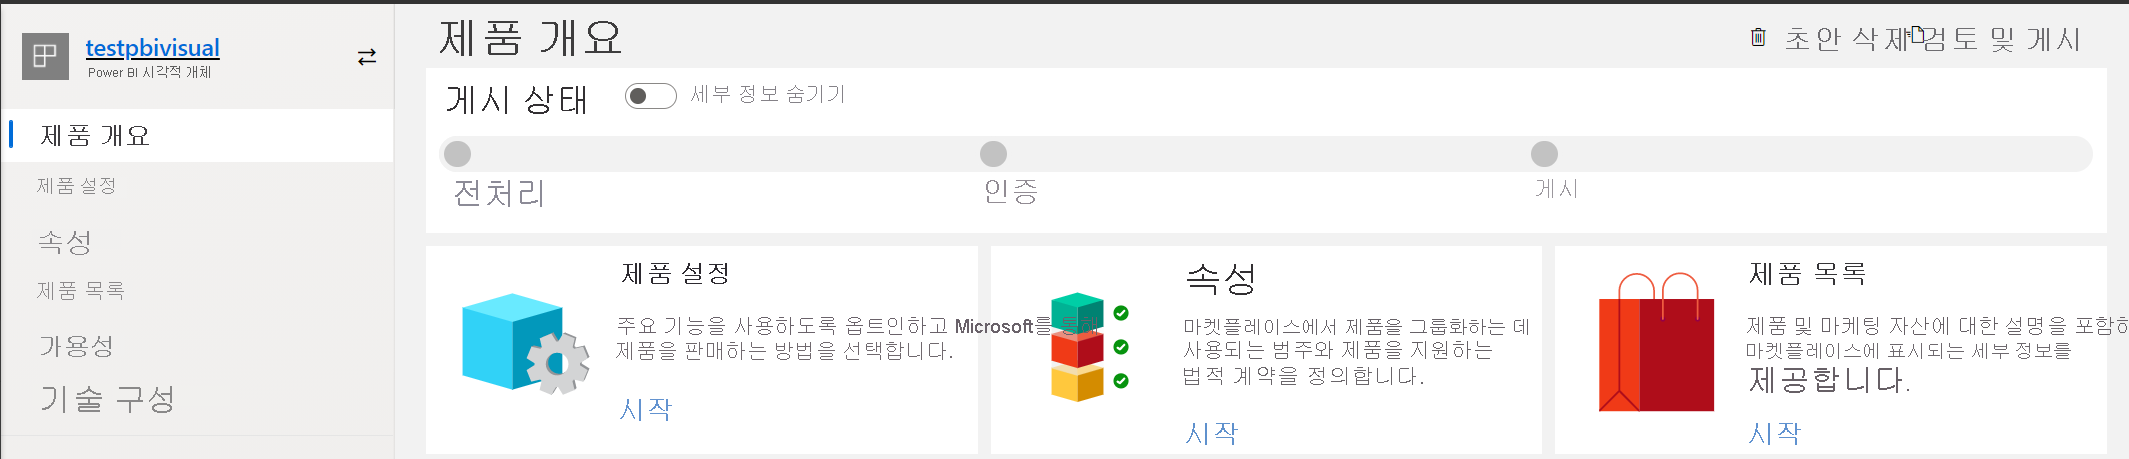 testpbivisual
Power BI 시각적 개체
제품 개요
제품 설정
속성
제품 목록
가용성
기술 구성
제품 개요
초안 삭제
검토 및 게시
게시 상태
세부 정보 숨기기
전처리
인증
게시
제품 설정
주요 기능을 사용하도록 옵트인하고 Microsoft를 통해
제품을 판매하는 방법을 선택합니다.
시작
속성
마켓플레이스에서 제품을 그룹화하는 데
사용되는 범주와 제품을 지원하는
법적 계약을 정의합니다.
시작
제품 목록
제품 및 마케팅 자산에 대한 설명을 포함하
마켓플레이스에 표시되는 세부 정보를
제공합니다.
시작